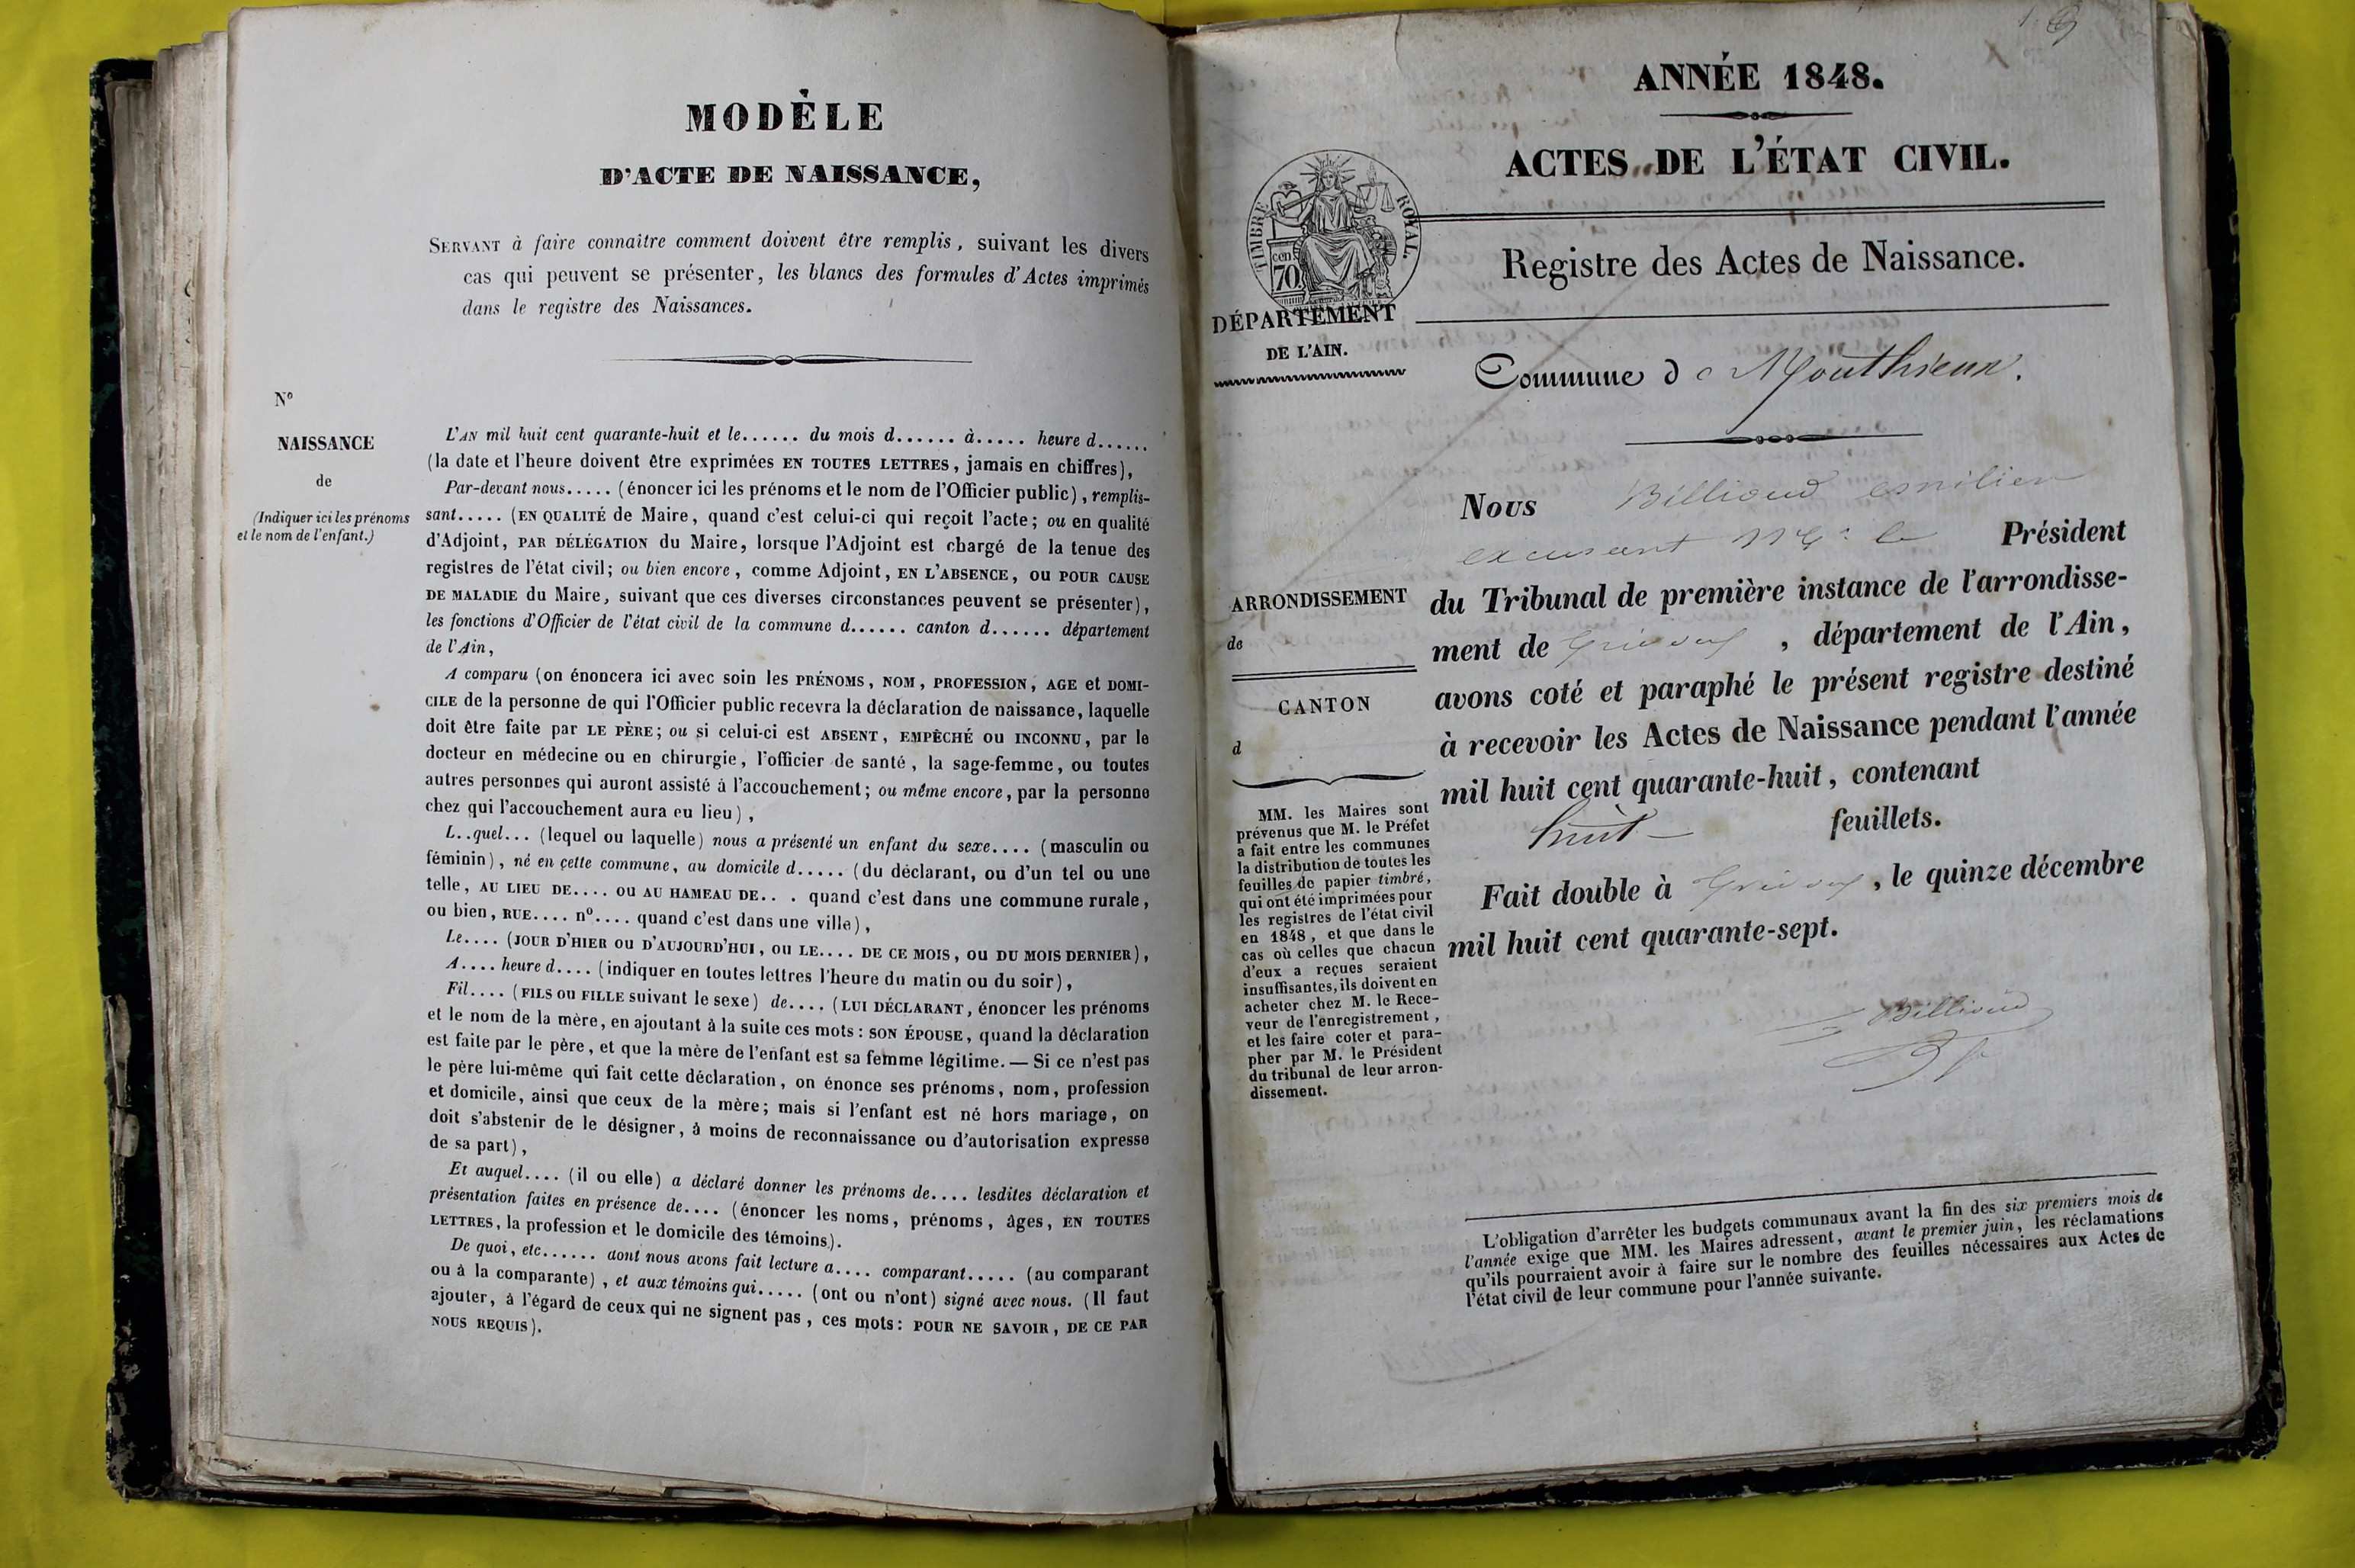 MODÈLE
D'ACTE DE NAISSANCE,
SERVANT à faire connaître comment doivent être remplis, suivant les divers
cas qui peuvent se présenter, les blancs des formules d'Actes imprimés
dans le registre des Naissances.
N°
NAISSANCE
de
(Indiquer ici les prénoms
et le nom de l'enfant.)
L'AN mil huit cent quarante-huit et le...... du mois d...... à..... heure d......
(la date et l'heure doivent être exprimées EN TOUTES LETTRES, jamais en chiffres),
Par-devant nous..... (énoncer ici les prénoms et le nom de l'Officier public), remplis-
sant..... (EN QUALITÉ de Maire, quand c'est celui-ci qui reçoit l'acte; ou en qualité
d'Adjoint, PAR DÉLÉGATION du Maire, lorsque l'Adjoint est chargé de la tenue des
registres de l'état civil; ou bien encore, comme Adjoint, EN L'ABSENCE, OU POUR CAUSE
DE MALADIE du Maire, suivant que ces diverses circonstances peuvent se présenter),
les fonctions d'Officier de l'état civil de la commune d...... canton d...... département
de l'Ain,
A comparu (on énoncera ici avec soin les PRÉNOMS, NOM, PROFESSION, AGE et DOMI-
CILE de la personne de qui l'Officier public recevra la déclaration de naissance, laquelle
doit être faite par LE PÈRE; ou si celui-ci est ABSENT, EMPÊCHÉ OU INCONNU, par le
docteur en médecine ou en chirurgie, l'officier de santé, la sage-femme, ou toutes
autres personnes qui auront assisté à l'accouchement; ou même encore, par la personne
chez qui l'accouchement aura eu lieu),
L..quel... (lequel ou laquelle) nous a présenté un enfant du sexe.... (masculin ou
féminin), né en cette commune, au domicile d..... (du déclarant, ou d'un tel ou une
telle, AU LIEU DE.... OU AU HAMEAU DE... quand c'est dans une commune rurale,
ou bien, RUE.... n°.... quand c'est dans une ville),
Le.... (JOUR D'HIER OU D'AUJOURD'HUI, OU LE.... DE CE MOIS, OU DU MOIS DERNIER),
A.... heure d.... (indiquer en toutes lettres l'heure du matin ou du soir),
Fil.... (FILS OU FILLE suivant le sexe) de.... (LUI DÉCLARANT, énoncer les prénoms
et le nom de la mère, en ajoutant à la suite ces mots: SON ÉPOUSE, quand la déclaration
est faite par le père, et que la mère de l'enfant est sa femme légitime. — Si ce n'est pas
le père lui-même qui fait cette déclaration, on énonce ses prénoms, nom, profession
et domicile, ainsi que ceux de la mère; mais si l'enfant est né hors mariage, on
doit s'abstenir de le désigner, à moins de reconnaissance ou d'autorisation expresse
de sa part),
Et auquel.... (il ou elle) a déclaré donner les prénoms de.... lesdites déclaration et
présentation faites en présence de.... (énoncer les noms, prénoms, âges, EN TOUTES
LETTRES, la profession et le domicile des témoins).
De quoi, etc...... dont nous avons fait lecture a.... comparant..... (au comparant
ou à la comparante), et aux témoins qui..... (ont ou n'ont) signé avec nous. (Il faut
ajouter, à l'égard de ceux qui ne signent pas, ces mots: POUR NE SAVOIR, DE CE PAR
NOUS REQUIS).
ANNÉE 1848.
ACTES DE L'ÉTAT CIVIL.
TIMBRE ROYAL.
cen
70
Registre des Actes de Naissance.
DÉPARTEMENT
DE L'AIN.
Commune de Monthieux.
Nous Billioud emilien
excusant Mr le Président
du Tribunal de première instance de l'arrondisse-
ment de Trévoux, département de l'Ain,
avons coté et paraphé le présent registre destiné
à recevoir les Actes de Naissance pendant l'année
mil huit cent quarante-huit, contenant
huit feuillets.
Fait double à Trévoux, le quinze décembre
mil huit cent quarante-sept.
Billioud
ARRONDISSEMENT
de
CANTON
d
MM. les Maires sont
prévenus que M. le Préfet
a fait entre les communes
la distribution de toutes les
feuilles de papier timbré,
qui ont été imprimées pour
les registres de l'état civil
en 1848, et que dans le
cas où celles que chacun
d'eux a reçues seraient
insuffisantes, ils doivent en
acheter chez M. le Rece-
veur de l'enregistrement,
et les faire coter et para-
pher par M. le Président
du tribunal de leur arron-
dissement.
L'obligation d'arrêter les budgets communaux avant la fin des six premiers mois de
l'année exige que MM. les Maires adressent, avant le premier juin, les réclamations
qu'ils pourraient avoir à faire sur le nombre des feuilles nécessaires aux Actes de
l'état civil de leur commune pour l'année suivante.